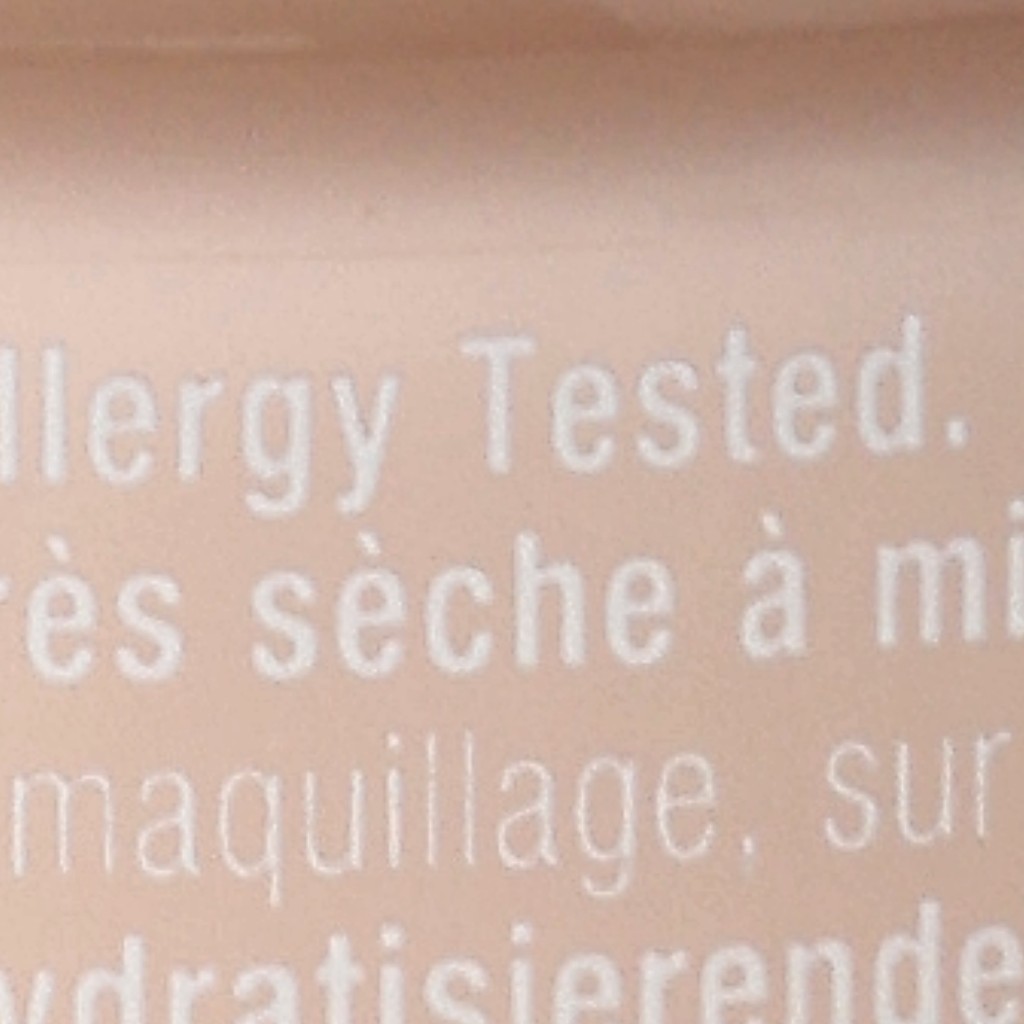 llergy Tested.
rès sèche à mi
maquillage, sur
ydratisierende